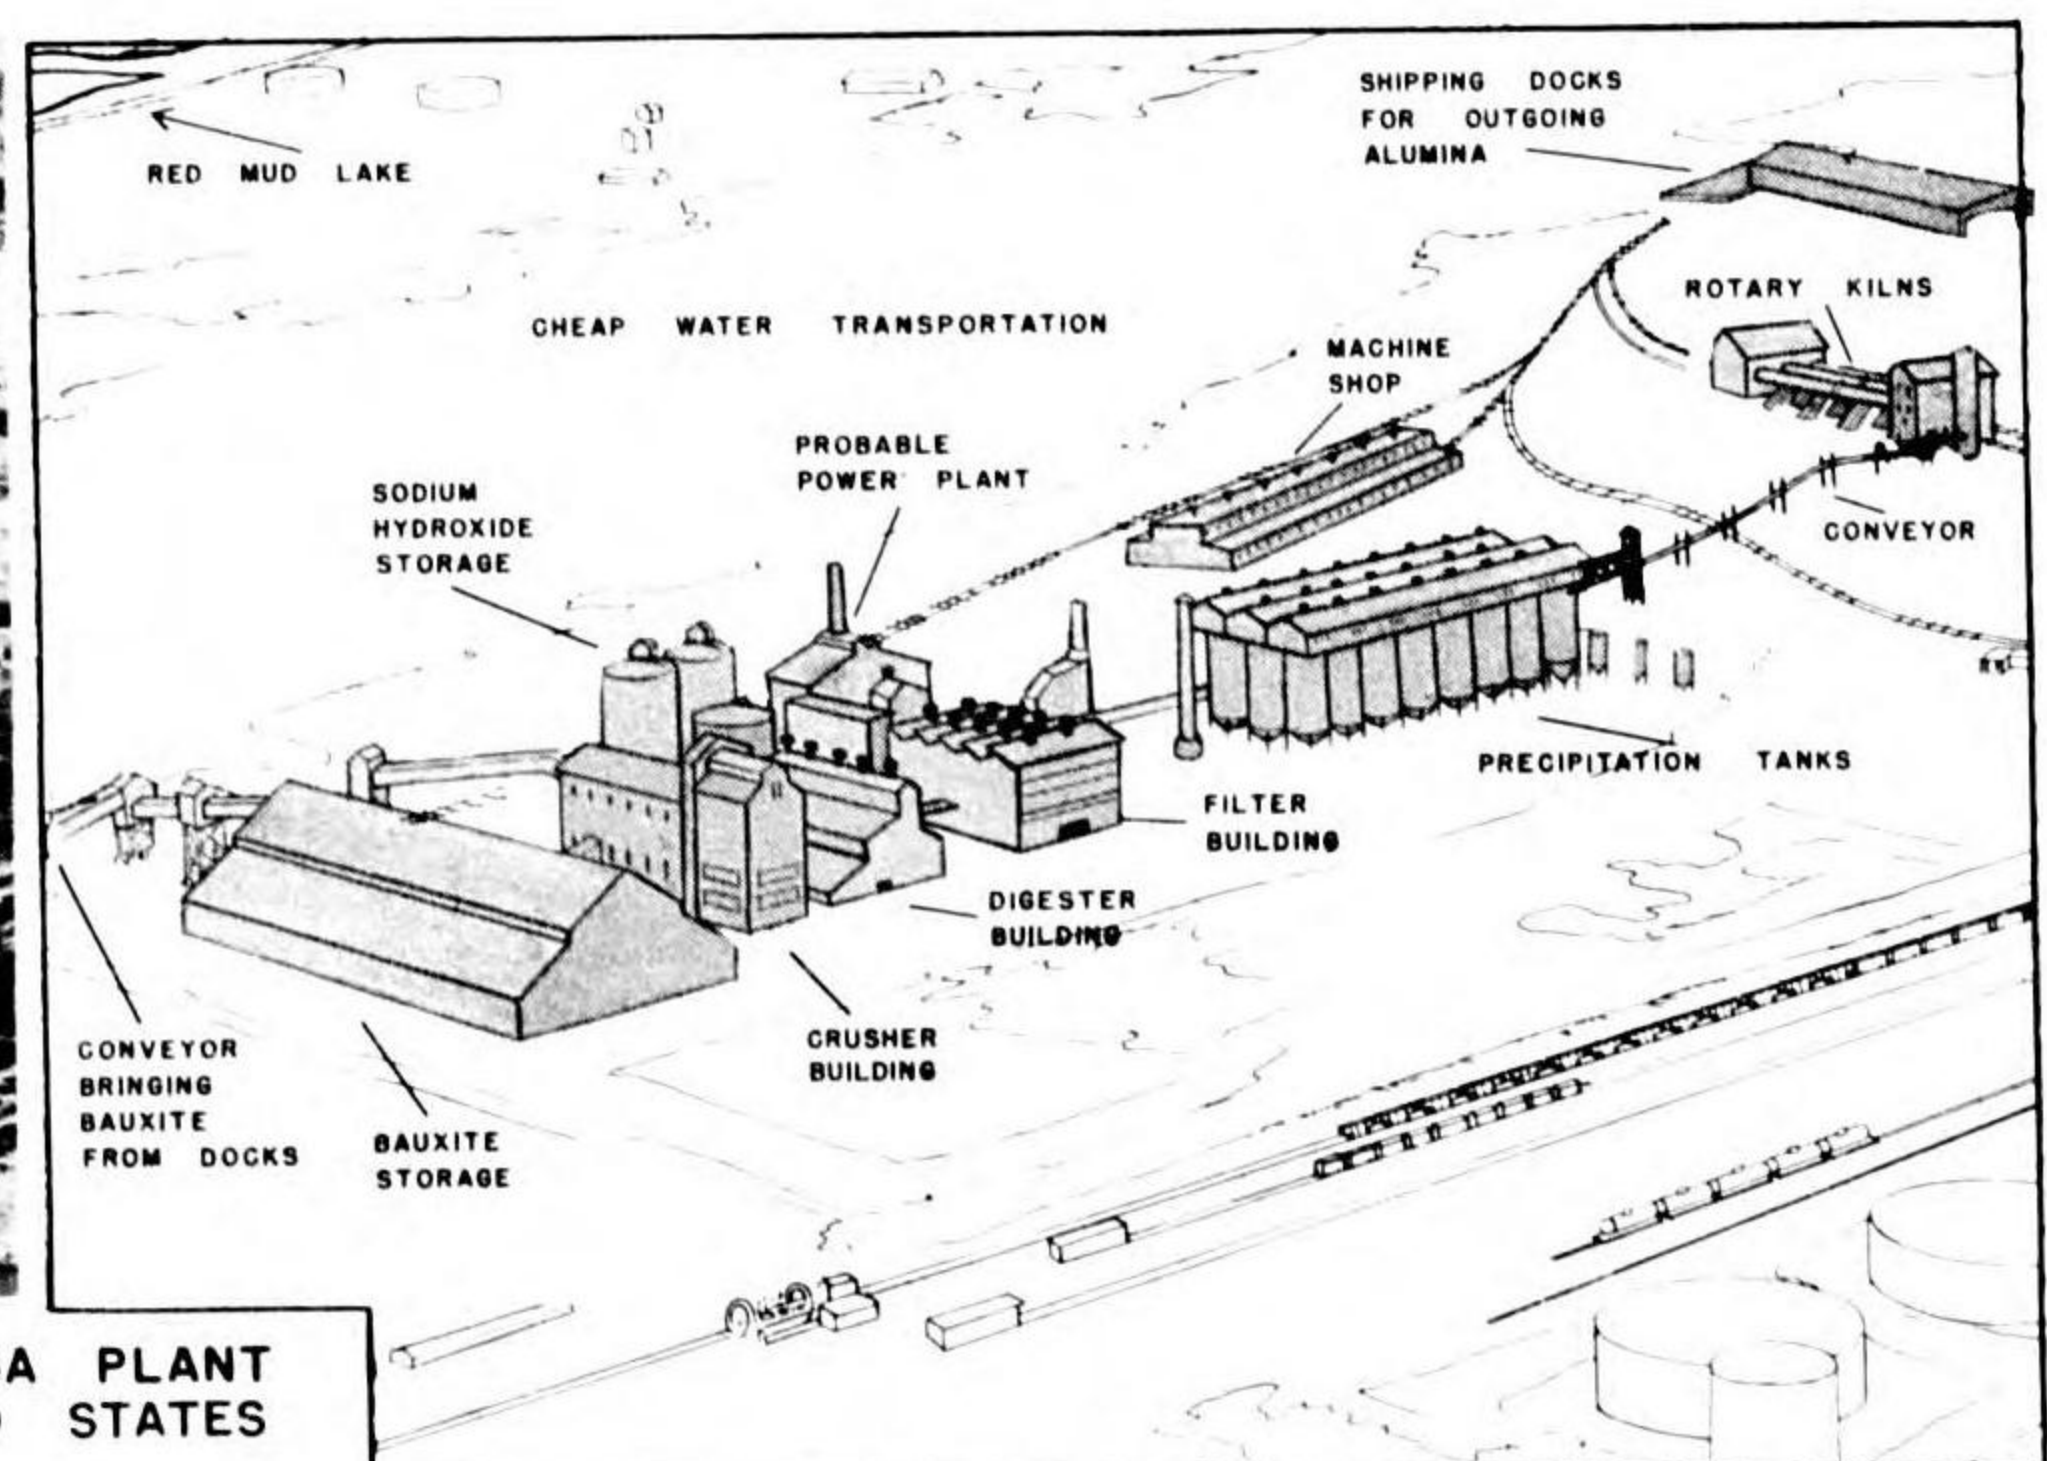 SHIPPING DOCKS
FOR OUTGOING
ALUMINA
RED MUD LAKE
ROTARY KILNS
CHEAP WATER TRANSPORTATION
MACHINE
SHOP
PROBABLE
POWER PLANT
SODIUM
HYDROXIDE
STORAGE
CONVEYOR
PRECIPITATION TANKS
FILTER
BUILDING
DIGESTER
BUILDING
CRUSHER
BUILDING
CONVEYOR
BRINGING
BAUXITE
FROM DOCKS
BAUXITE
STORAGE
PLANT
STATES